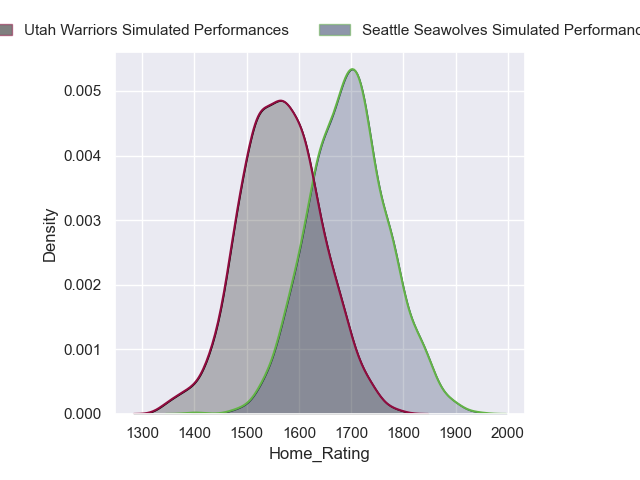 Utah Warriors Simulated Performances
Seattle Seawolves Simulated
Density
0.005
0.004
0.003
0.002
0.001
0.000
1300 1400 1500 1600 1700 1800 1900 2000
Home_Rating